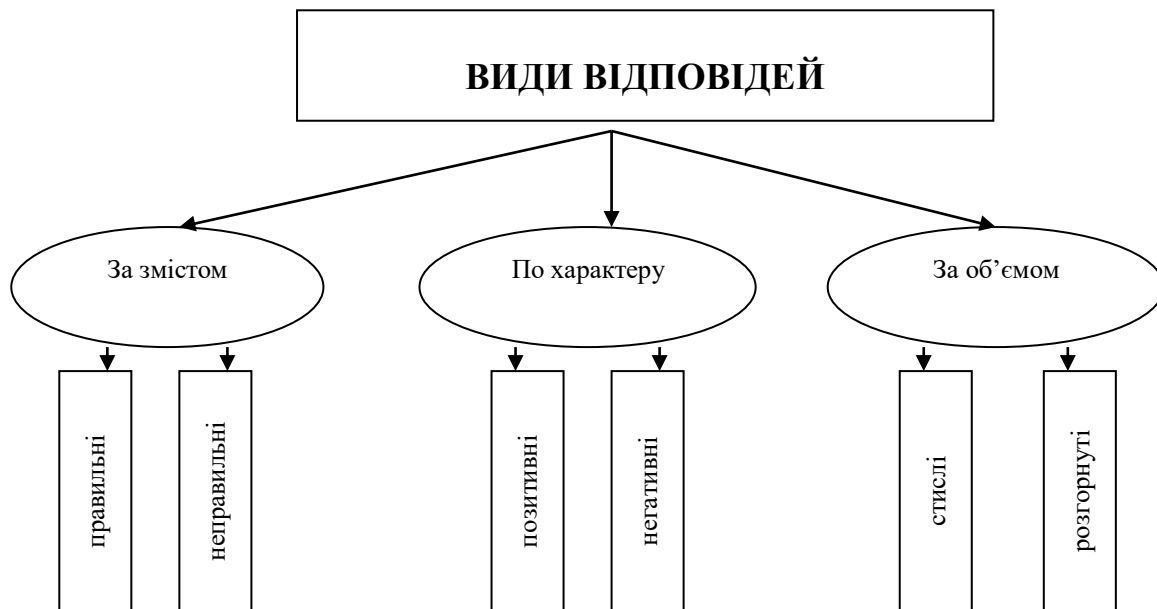 ВИДИ ВІДПОВІДЕЙ
За змістом
По характеру
За об’ємом
правильні
неправильні
позитивні
негативні
стислі
розгорнуті